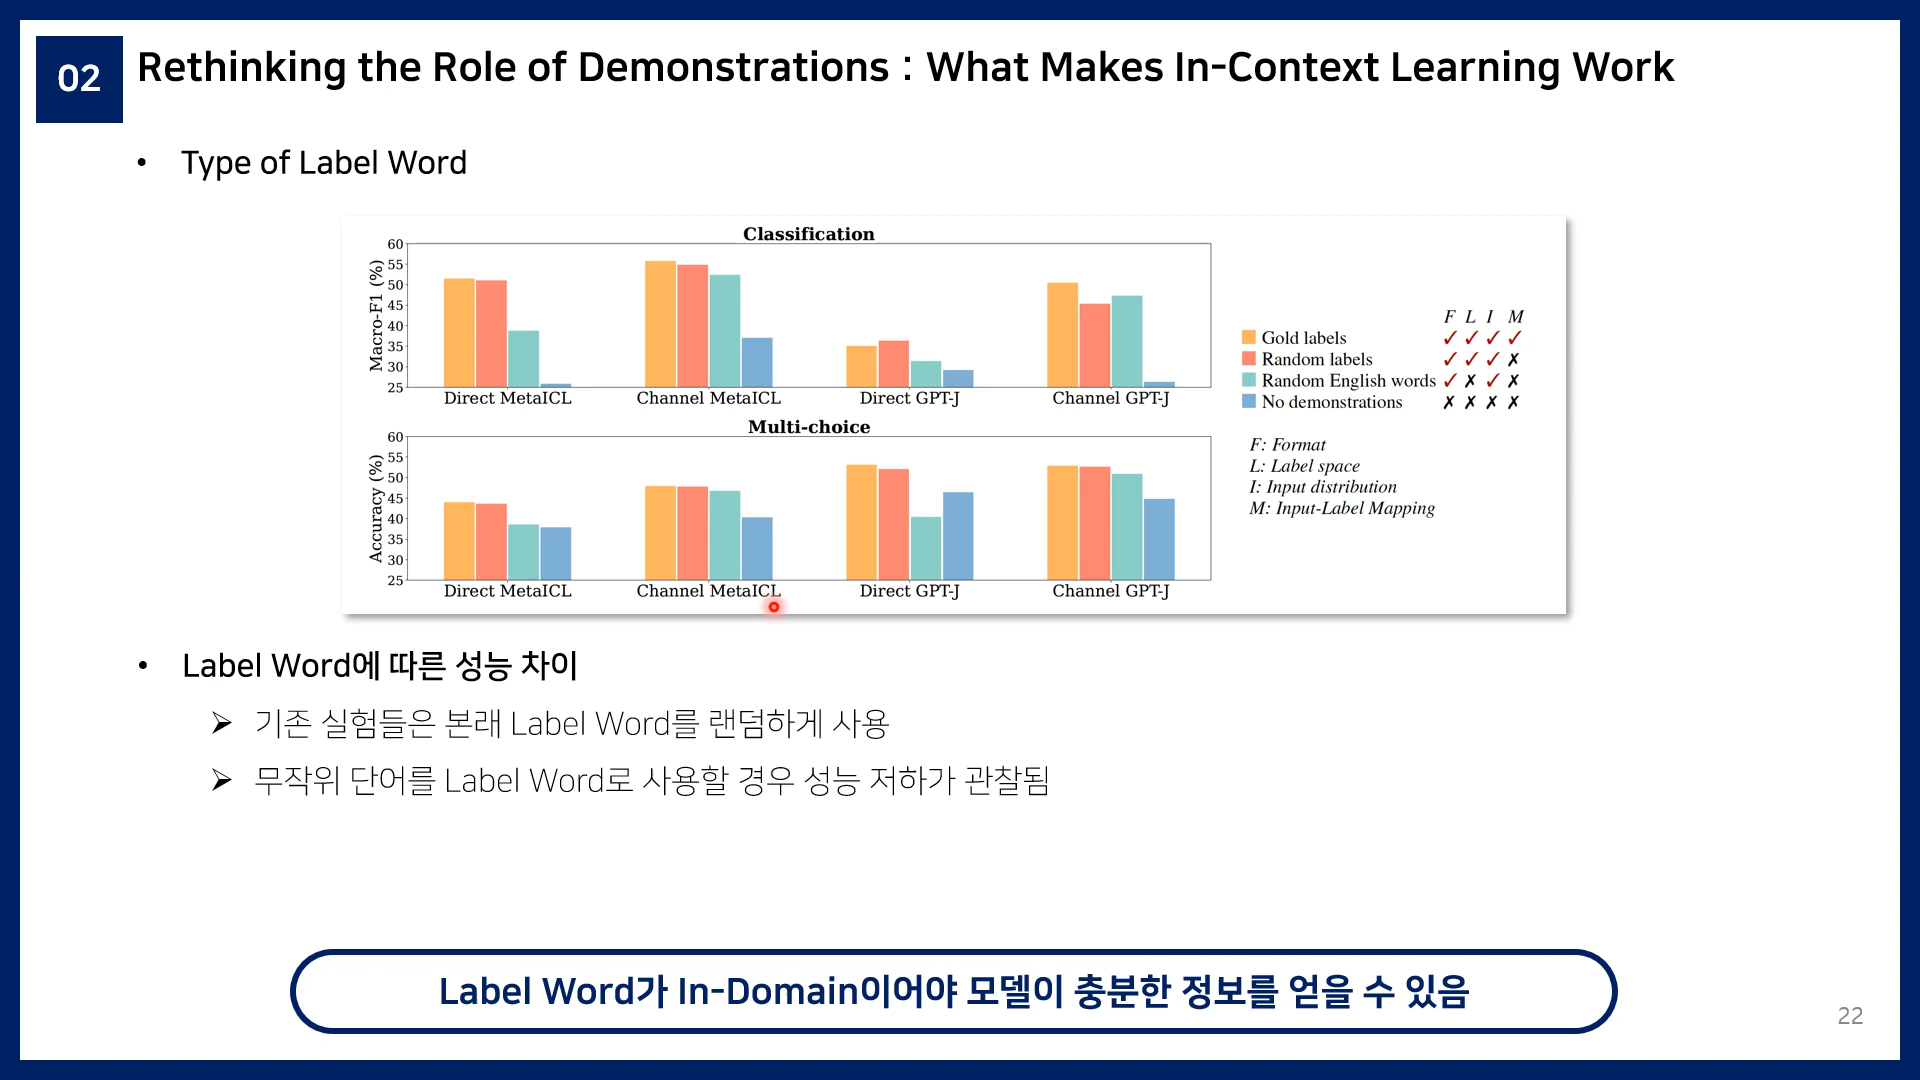 02
Rethinking the Role of Demonstrations : What Makes In-Context Learning Work
• Type of Label Word
Classification
Macro-F1 (%)
60
55
50
45
40
35
30
25
Direct MetaICL Channel MetaICL Direct GPT-J Channel GPT-J
Multi-choice
Accuracy (%)
60
55
50
45
40
35
30
25
Direct MetaICL Channel MetaICL Direct GPT-J Channel GPT-J
F L I M
Gold labels ✓ ✓ ✓ ✓
Random labels ✓ ✓ ✓ ✗
Random English words ✓ ✗ ✓ ✗
No demonstrations ✗ ✗ ✗ ✗
F: Format
L: Label space
I: Input distribution
M: Input-Label Mapping
• Label Word에 따른 성능 차이
➢ 기존 실험들은 본래 Label Word를 랜덤하게 사용
➢ 무작위 단어를 Label Word로 사용할 경우 성능 저하가 관찰됨
Label Word가 In-Domain이어야 모델이 충분한 정보를 얻을 수 있음
22